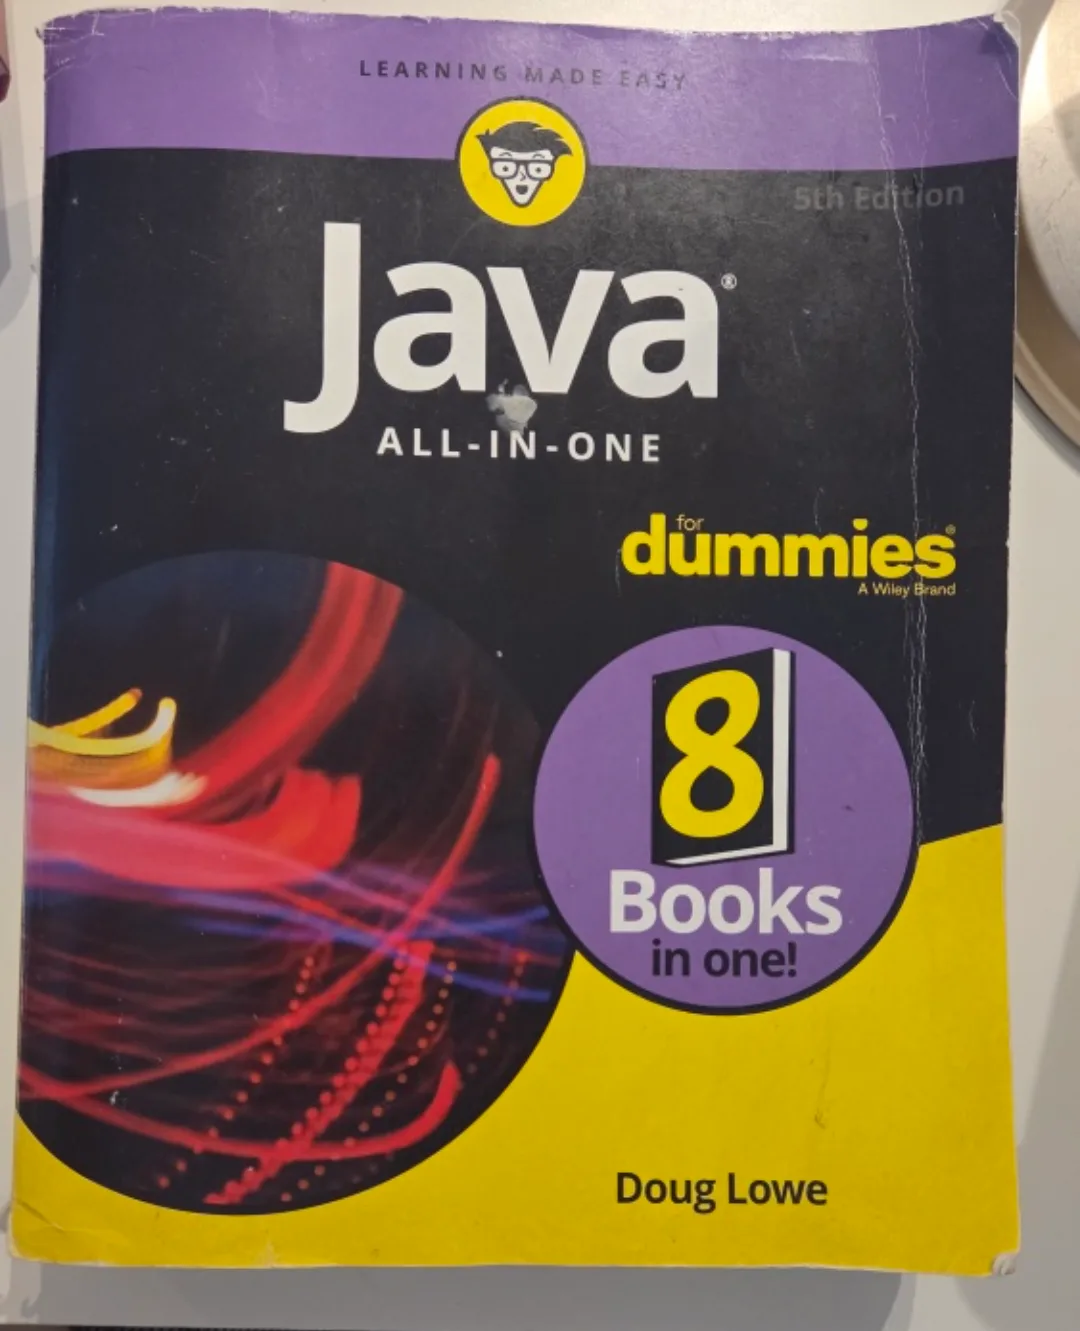 LEARNING MADE EASY
5th Edition
Java®
ALL-IN-ONE
for
dummies®
A Wiley Brand
8
Books
in one!
Doug Lowe